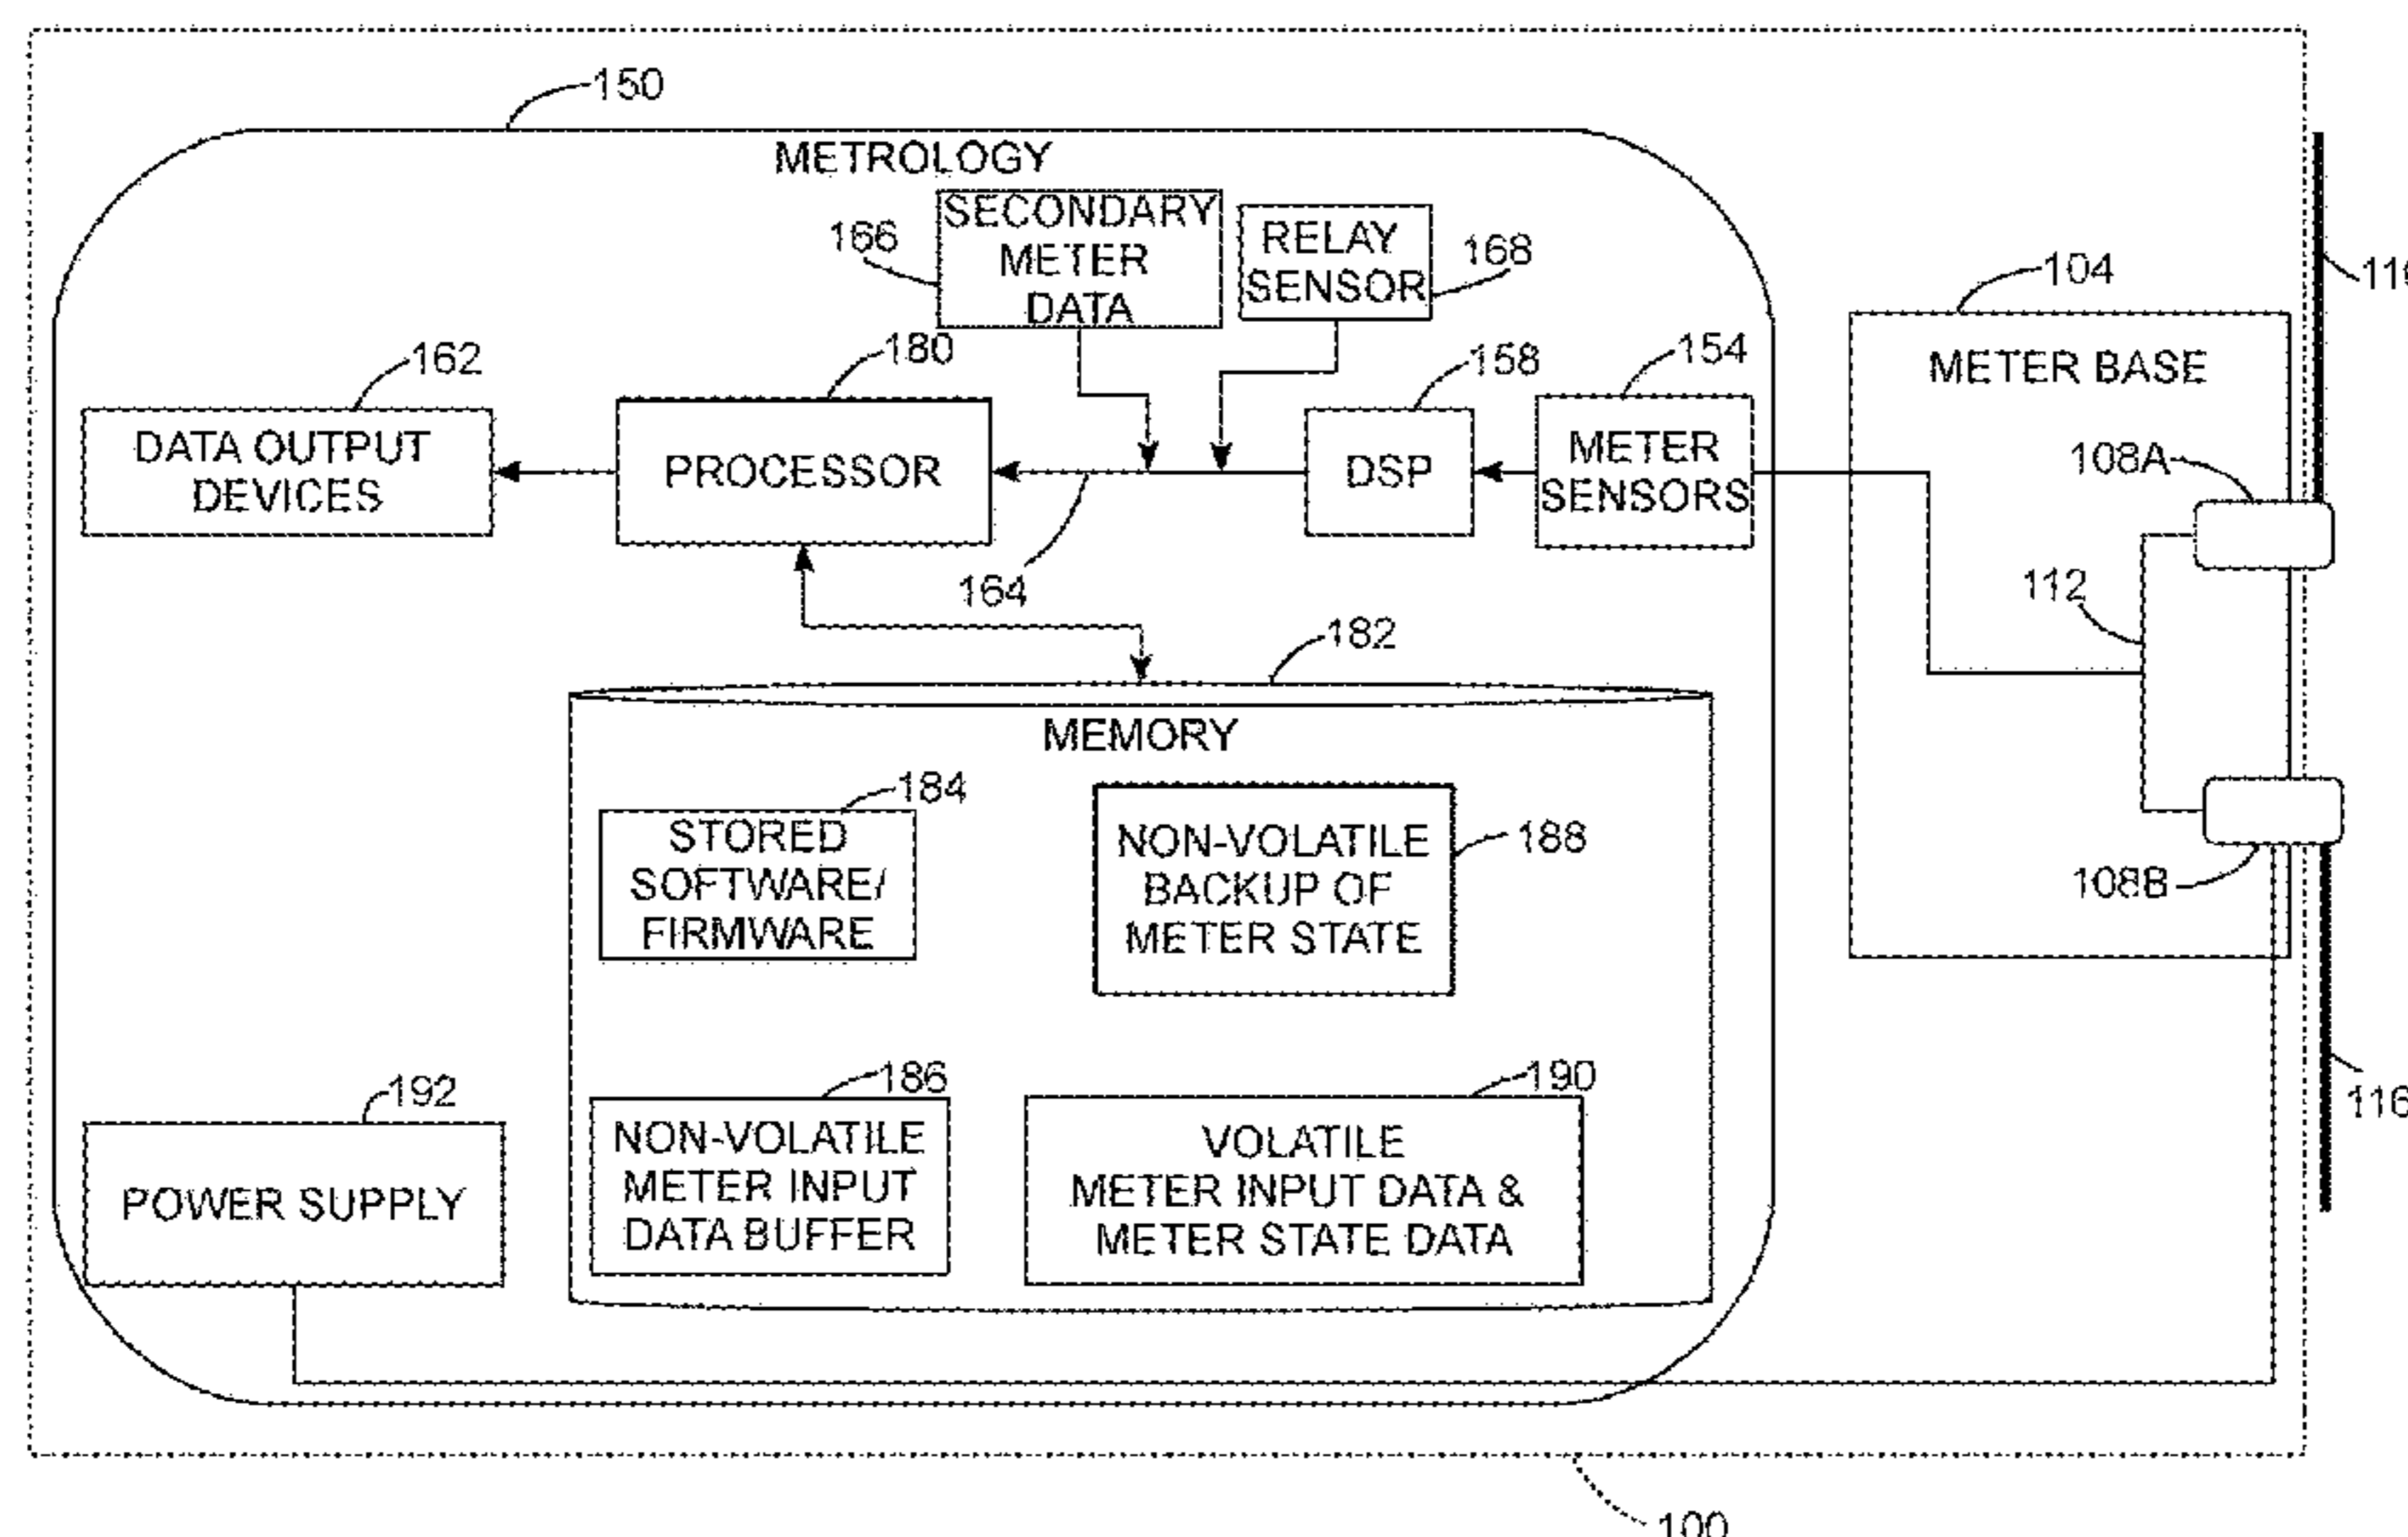 150
METROLOGY
SECONDARY
METER
DATA
166
RELAY
SENSOR
168
104
METER BASE
162
DATA OUTPUT
DEVICES
180
PROCESSOR
164
158
DSP
154
METER
SENSORS
108A
112
108B
182
MEMORY
184
STORED
SOFTWARE/
FIRMWARE
NON-VOLATILE
BACKUP OF
METER STATE
188
192
POWER SUPPLY
186
NON-VOLATILE
METER INPUT
DATA BUFFER
190
VOLATILE
METER INPUT DATA &
METER STATE DATA
116
100